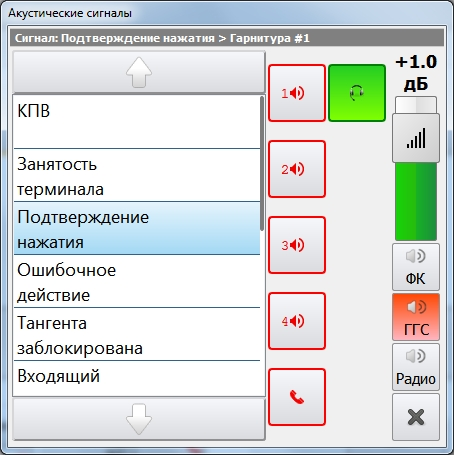 Акустические сигналы
Сигнал: Подтверждение нажатия > Гарнитура #1
+1.0
дБ
КПВ
Занятость
терминала
Подтверждение
нажатия
Ошибочное
действие
Тангента
заблокирована
Входящий
1
2
3
4
ФК
ГГС
Радио